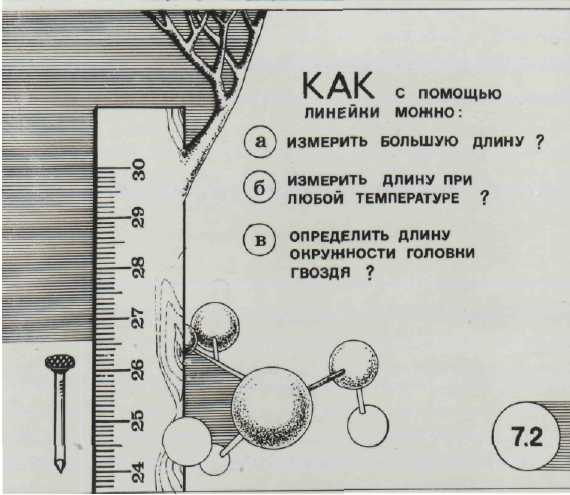 КАК С ПОМОЩЬЮ
ЛИНЕЙКИ МОЖНО:
а ИЗМЕРИТЬ БОЛЬШУЮ ДЛИНУ ?
б ИЗМЕРИТЬ ДЛИНУ ПРИ
ЛЮБОЙ ТЕМПЕРАТУРЕ ?
в ОПРЕДЕЛИТЬ ДЛИНУ
ОКРУЖНОСТИ ГОЛОВКИ
ГВОЗДЯ ?
30
29
28
27
26
25
24
7.2